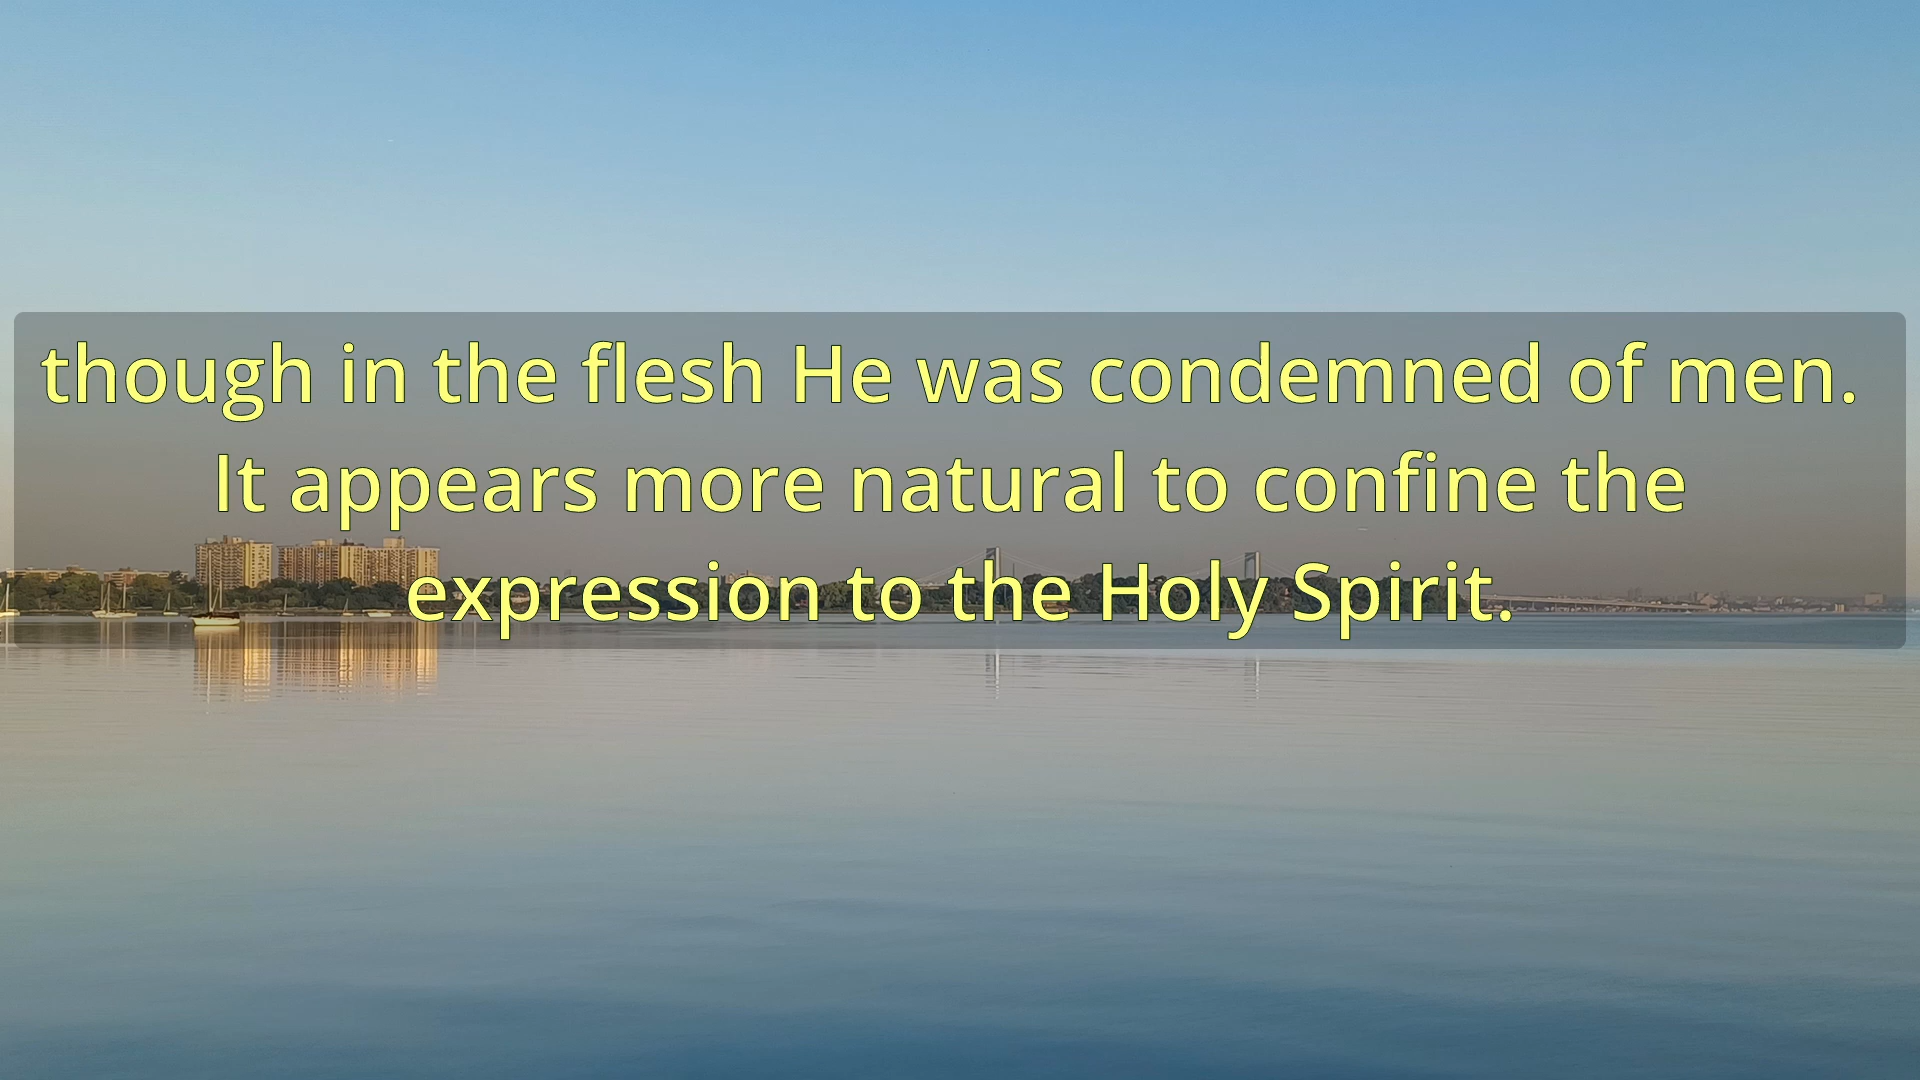 though in the flesh He was condemned of men.
It appears more natural to confine the
expression to the Holy Spirit.